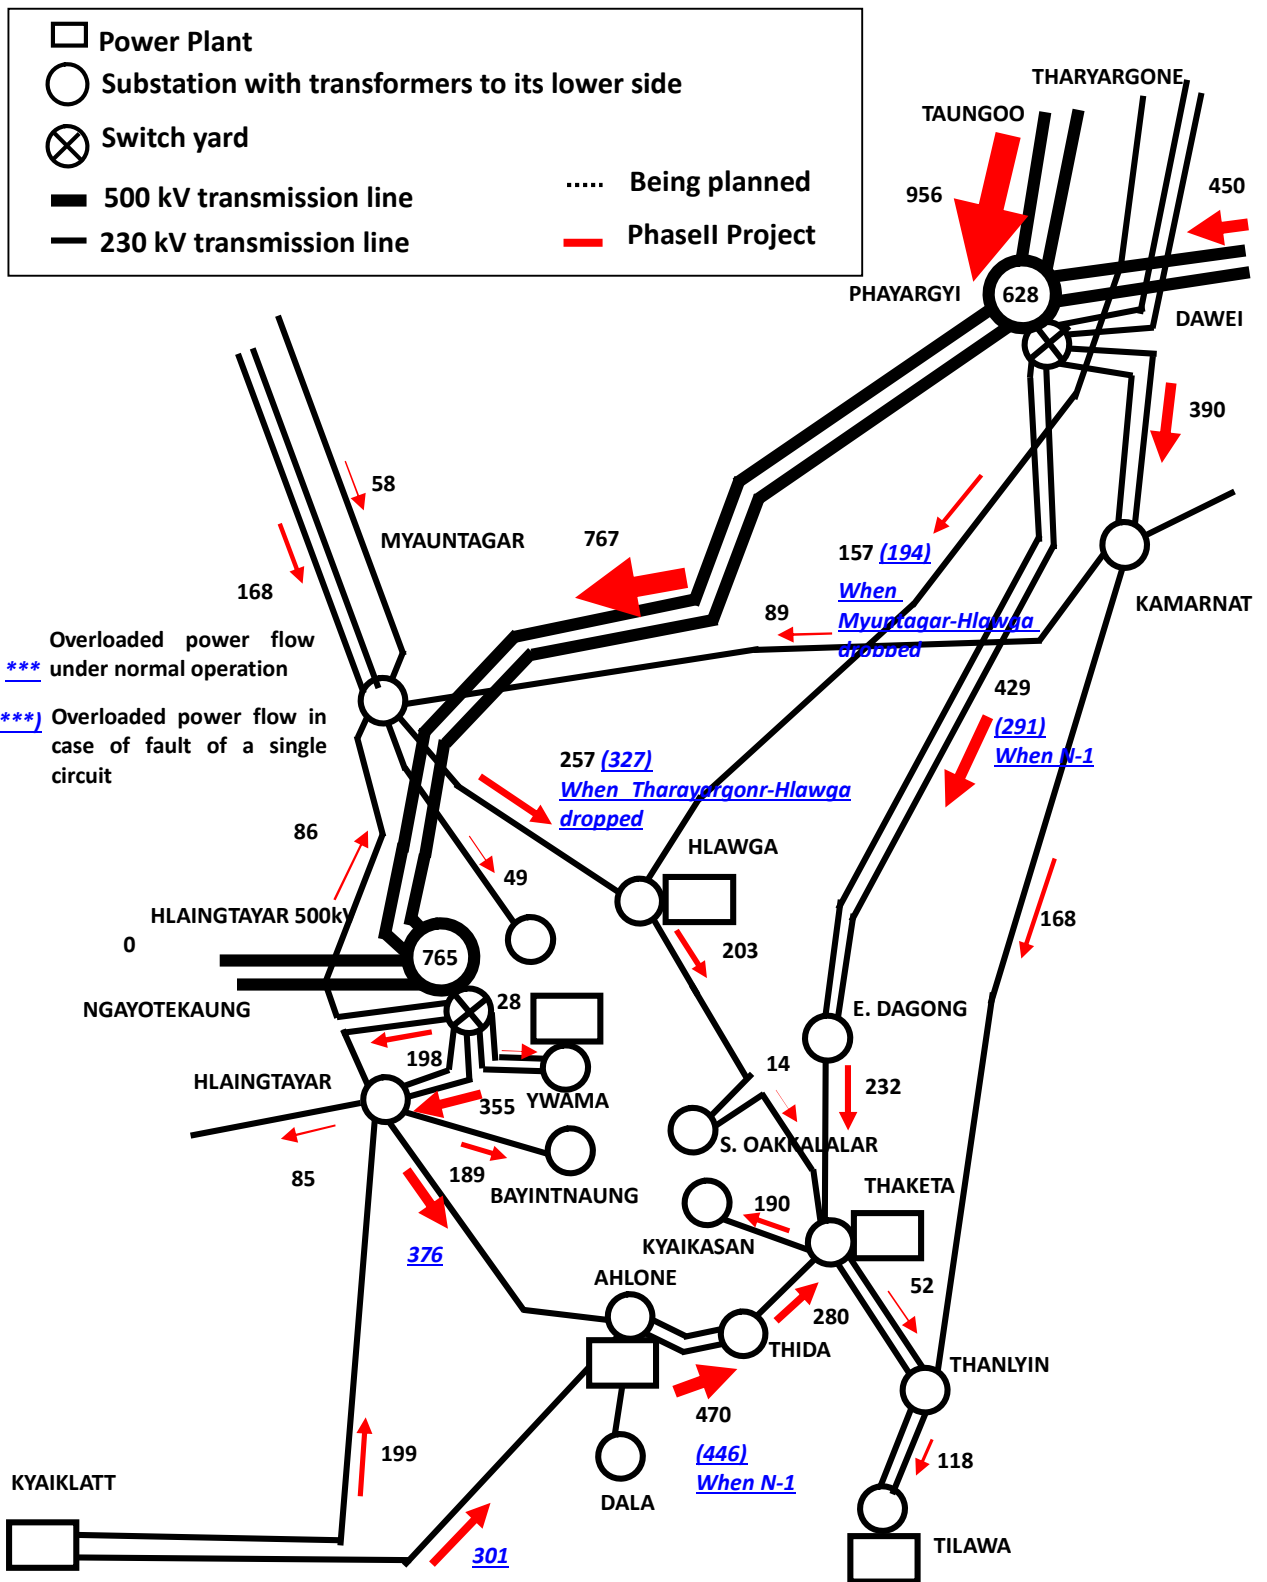 Power Plant
Substation with transformers to its lower side
Switch yard
500 kV transmission line
230 kV transmission line
Being planned
PhaseII Project
THARYARGONE
TAUNGOO
956
450
PHAYARGYI
628
DAWEI
390
58
MYAUNTAGAR
767
168
157 (194)
When
Myuntagar-Hlawga
dropped
89
KAMARNAT
Overloaded power flow
*** under normal operation
***) Overloaded power flow in
case of fault of a single
circuit
429
(291)
When N-1
257 (327)
When Tharayargonr-Hlawga
dropped
86
HLAWGA
49
HLAINGTAYAR 500kV
0
168
203
765
NGAYOTEKAUNG
28
E. DAGONG
198
14
HLAINGTAYAR
232
YWAMA
355
S. OAKKALALAR
85
189
BAYINTNAUNG
THAKETA
190
KYAIKASAN
376
AHLONE
52
280
THIDA
THANLYIN
470
(446)
When N-1
199
118
KYAIKLATT
DALA
TILAWA
301